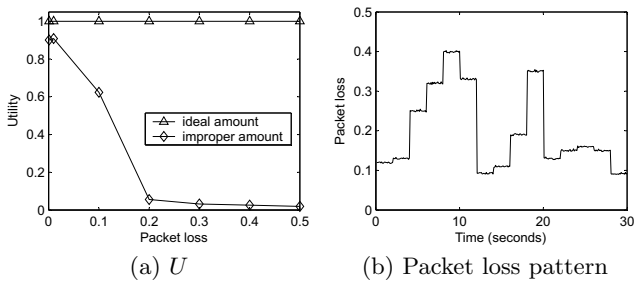 1
0.8
0.6
0.4
0.2
0
Utility
0 0.1 0.2 0.3 0.4 0.5
Packet loss
ideal amount
improper amount
(a) U
0.5
0.4
0.3
0.2
0.1
0
Packet loss
0 10 20 30
Time (seconds)
(b) Packet loss pattern